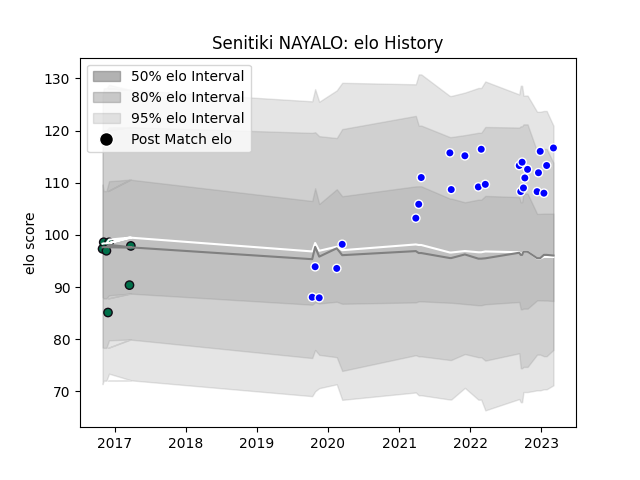 Senitiki NAYALO: elo History
50% elo Interval
80% elo Interval
95% elo Interval
Post Match elo
elo score
130
120
110
100
90
80
70
2017 2018 2019 2020 2021 2022 2023